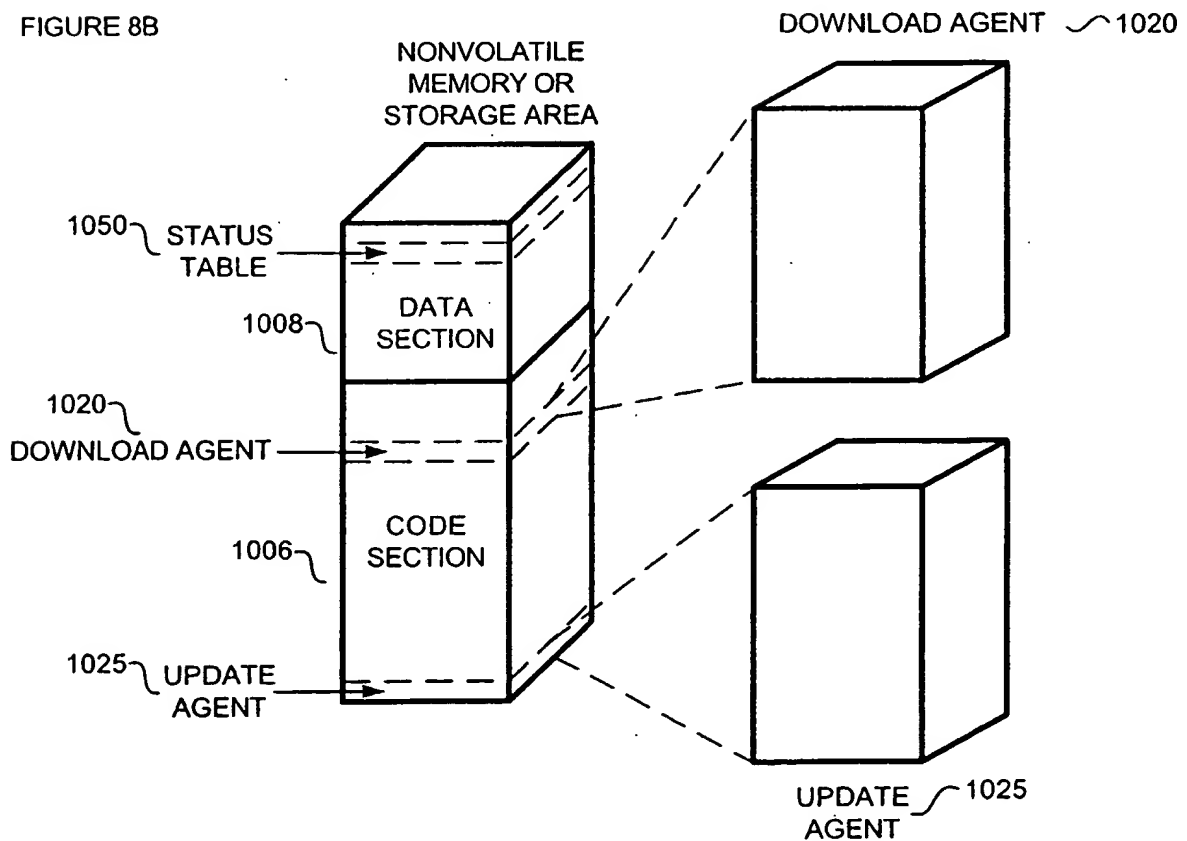 FIGURE 8B
DOWNLOAD AGENT 1020
NONVOLATILE
MEMORY OR
STORAGE AREA
1050
STATUS
TABLE
DATA
SECTION
1008
1020
DOWNLOAD AGENT
CODE
SECTION
1006
1025
UPDATE
AGENT
UPDATE
AGENT
1025